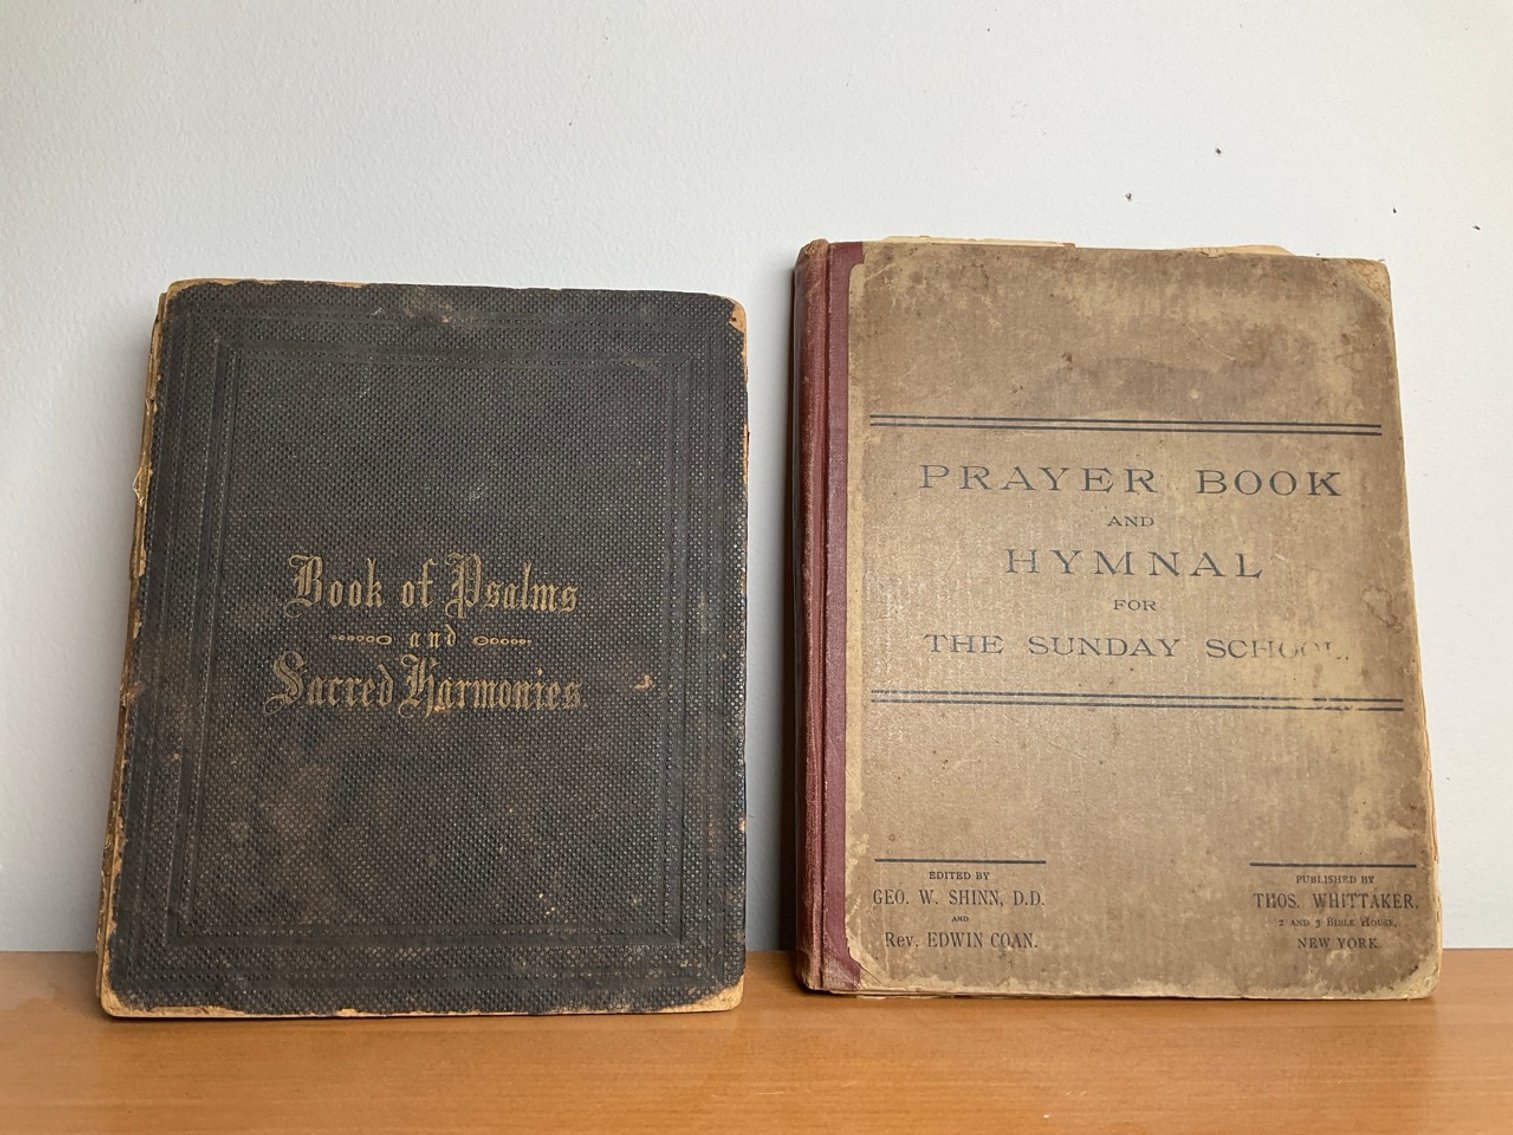 Book of Psalms
and
Sacred Harmonies.
PRAYER BOOK
AND
HYMNAL
FOR
THE SUNDAY SCHOOL.
EDITED BY
GEO. W. SHINN, D.D.
AND
Rev. EDWIN COAN.
PUBLISHED BY
THOS. WHITTAKER,
2 AND 3 BIBLE HOUSE,
NEW YORK.